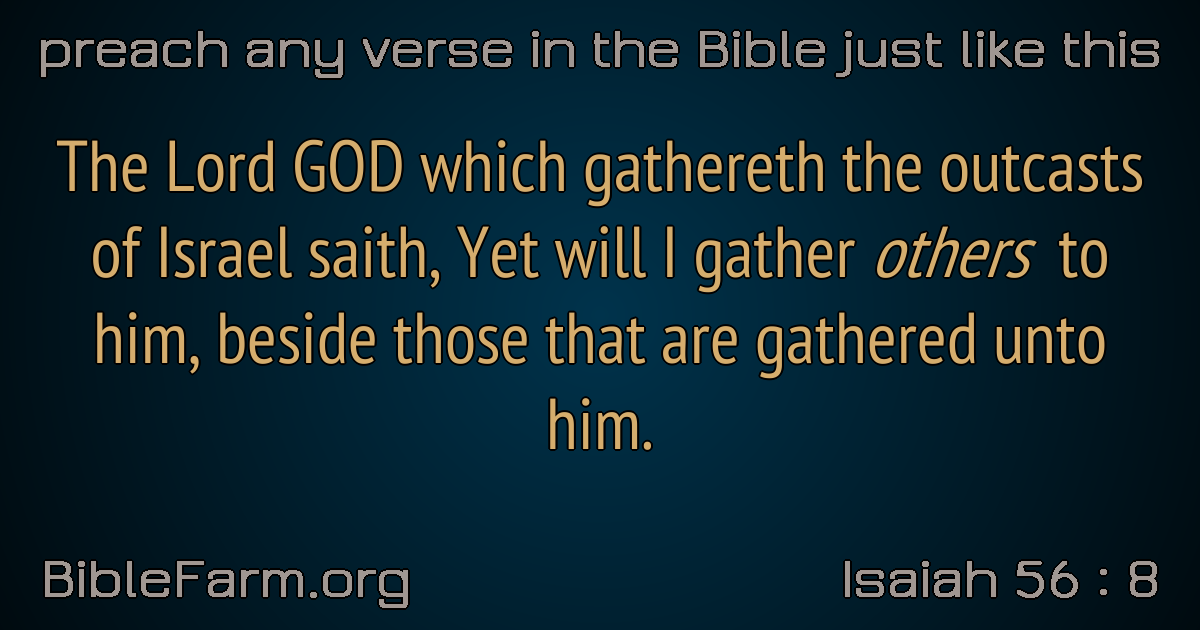 preach any verse in the Bible just like this
The Lord GOD which gathereth the outcasts
of Israel saith, Yet will I gather others to
him, beside those that are gathered unto
him.
BibleFarm.org
Isaiah 56 : 8